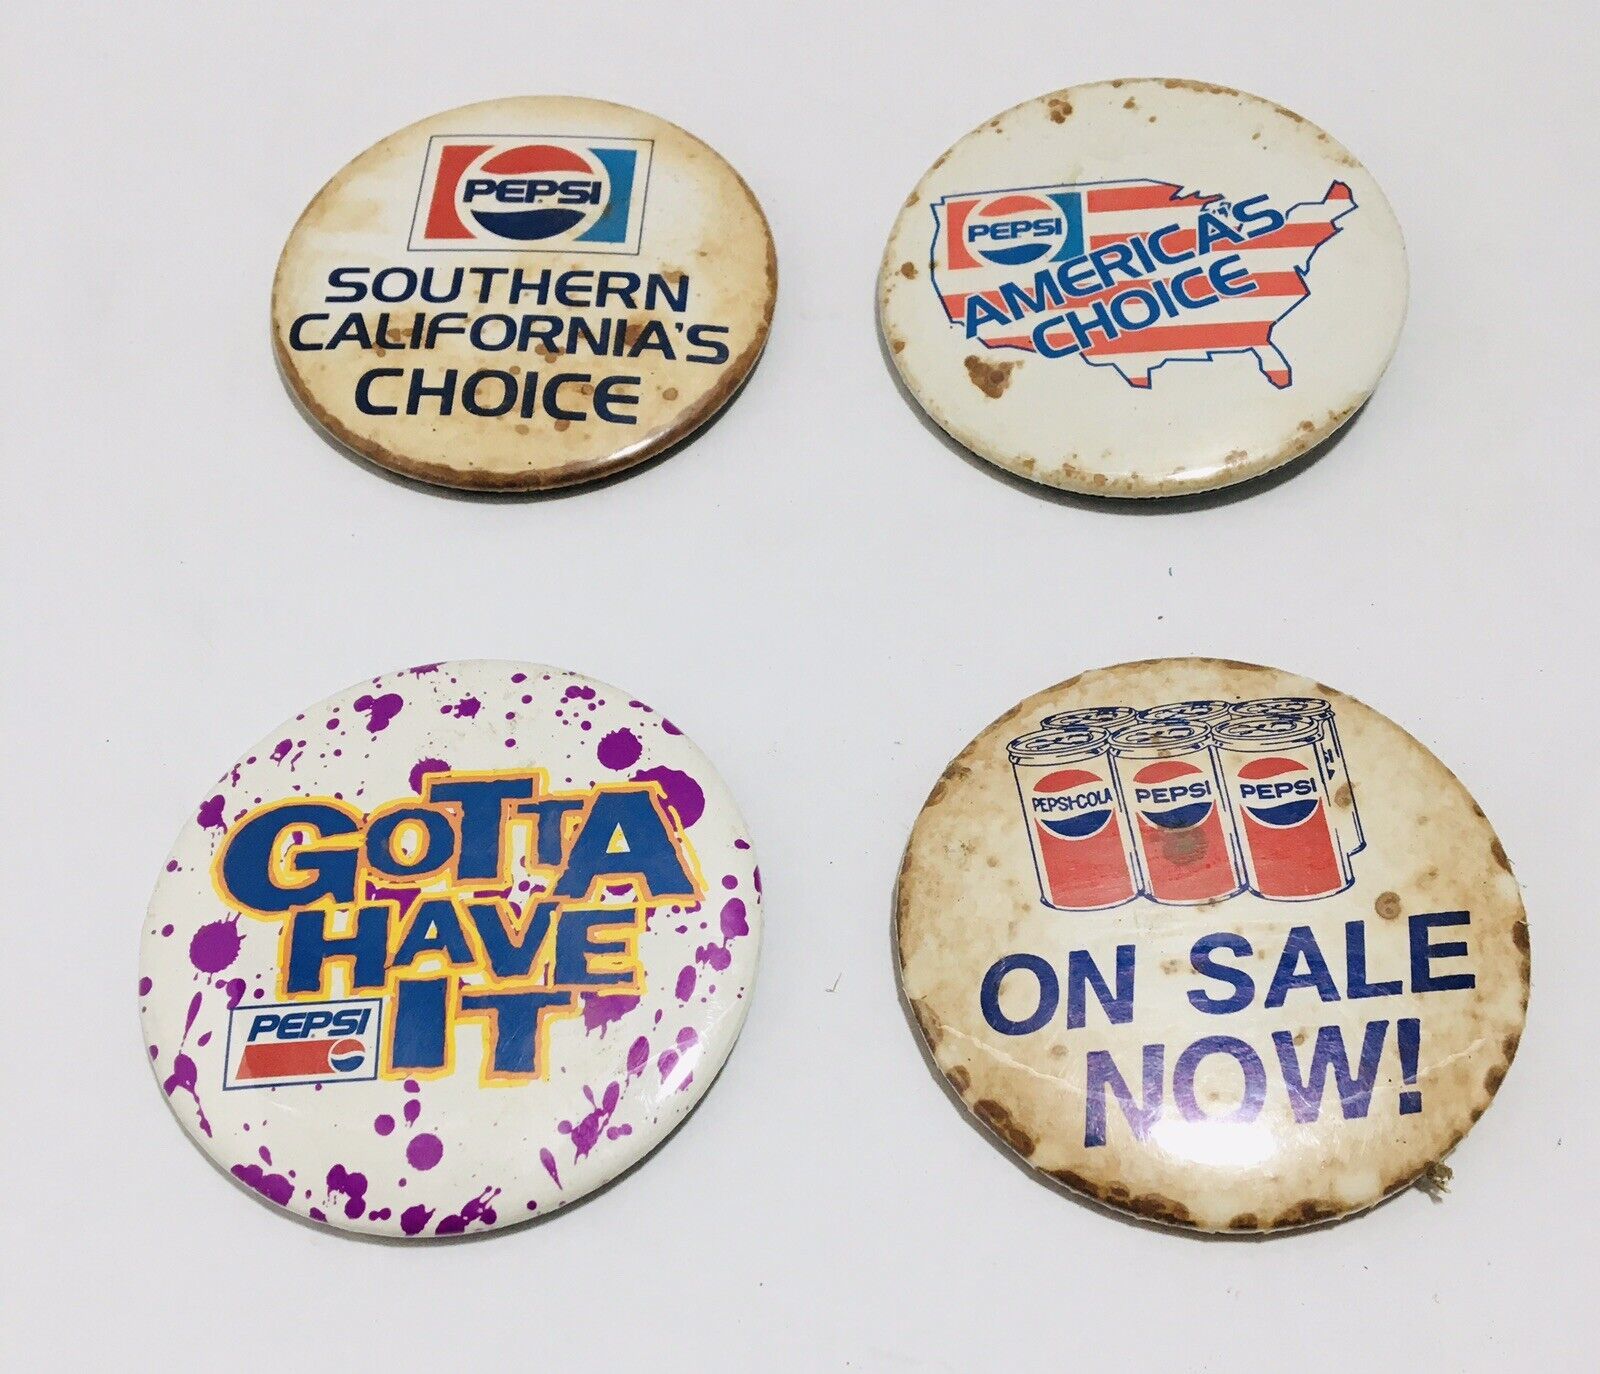 PEPSI
SOUTHERN
CALIFORNIA'S
CHOICE
PEPSI
AMERICA'S
CHOICE
GOTTA
HAVE
IT
PEPSI
PEPSI-COLA
PEPSI
PEPSI
ON SALE
NOW!